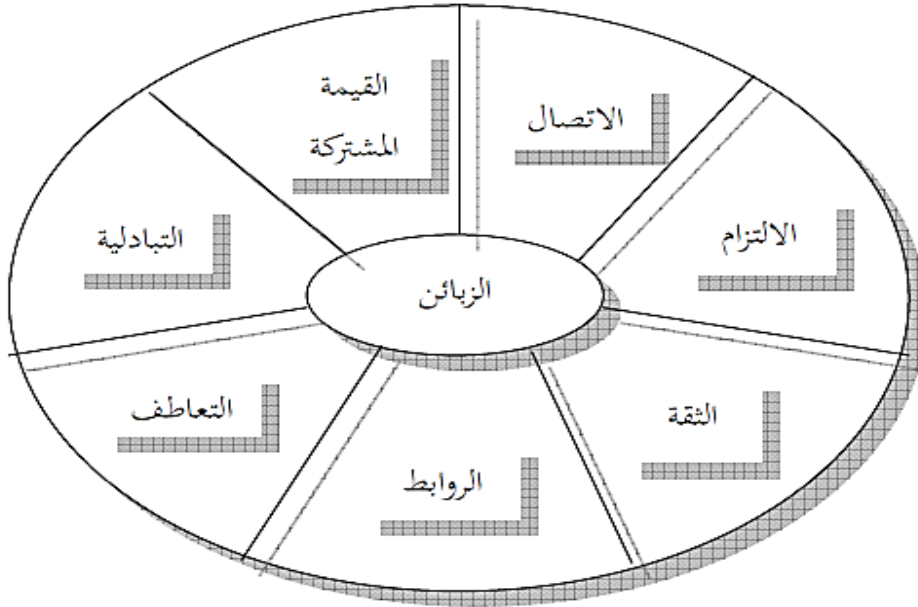 القيمة
المشتركة
الاتصال
الالتزام
الثقة
الروابط
التعاطف
التبادلية
الزبائن